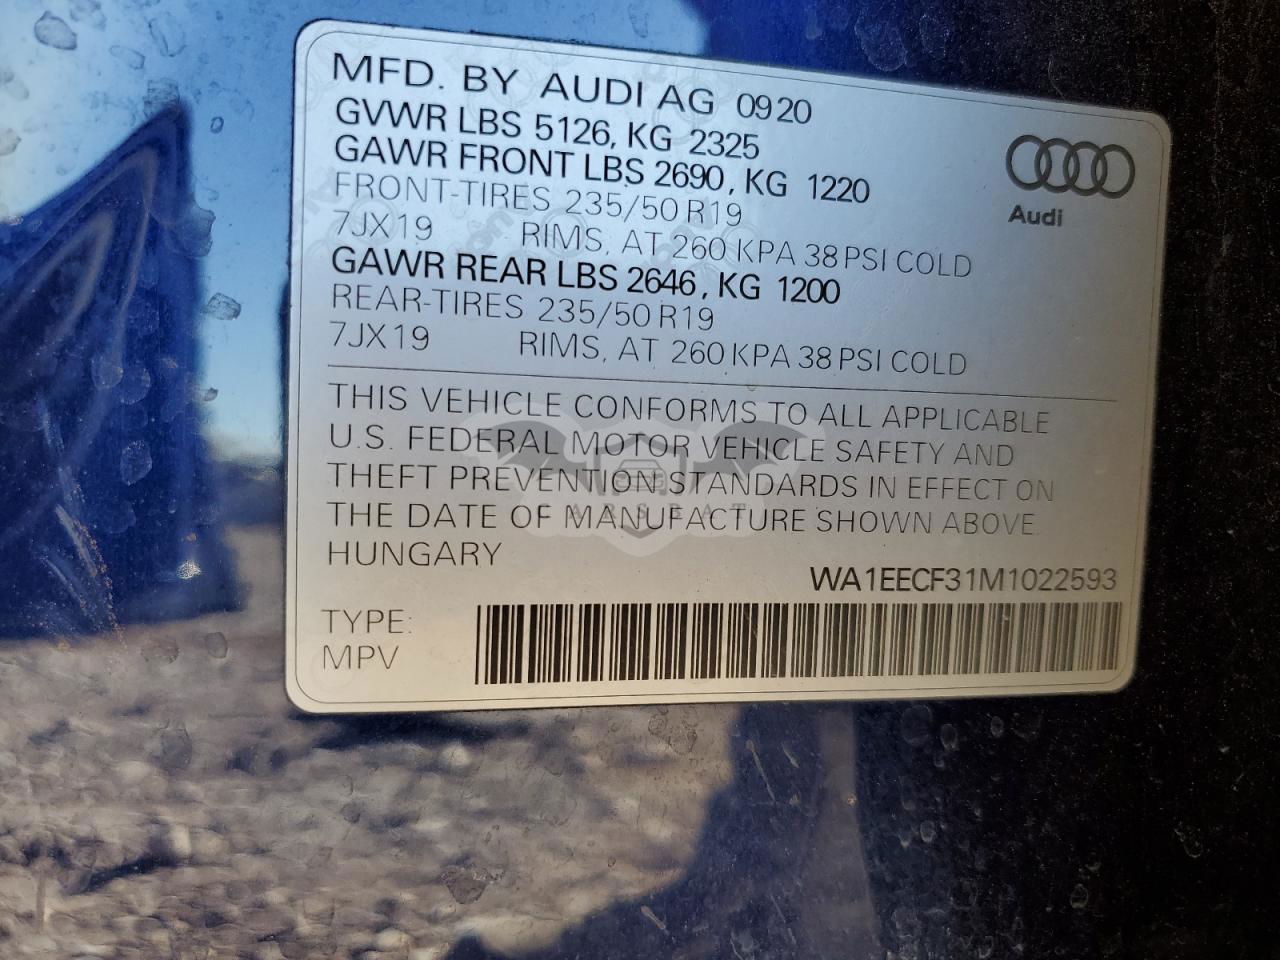 MFD. BY AUDI AG 0920
GVWR LBS 5126, KG 2325
GAWR FRONT LBS 2690, KG 1220
FRONT-TIRES 235/50 R19
7JX19 RIMS, AT 260 KPA 38 PSI COLD
GAWR REAR LBS 2646, KG 1200
REAR-TIRES 235/50 R19
7JX19 RIMS, AT 260 KPA 38 PSI COLD
Audi
THIS VEHICLE CONFORMS TO ALL APPLICABLE
U.S. FEDERAL MOTOR VEHICLE SAFETY AND
THEFT PREVENTION STANDARDS IN EFFECT ON
THE DATE OF MANUFACTURE SHOWN ABOVE.
HUNGARY
WA1EECF31M1022593
TYPE:
MPV
CARSBAT